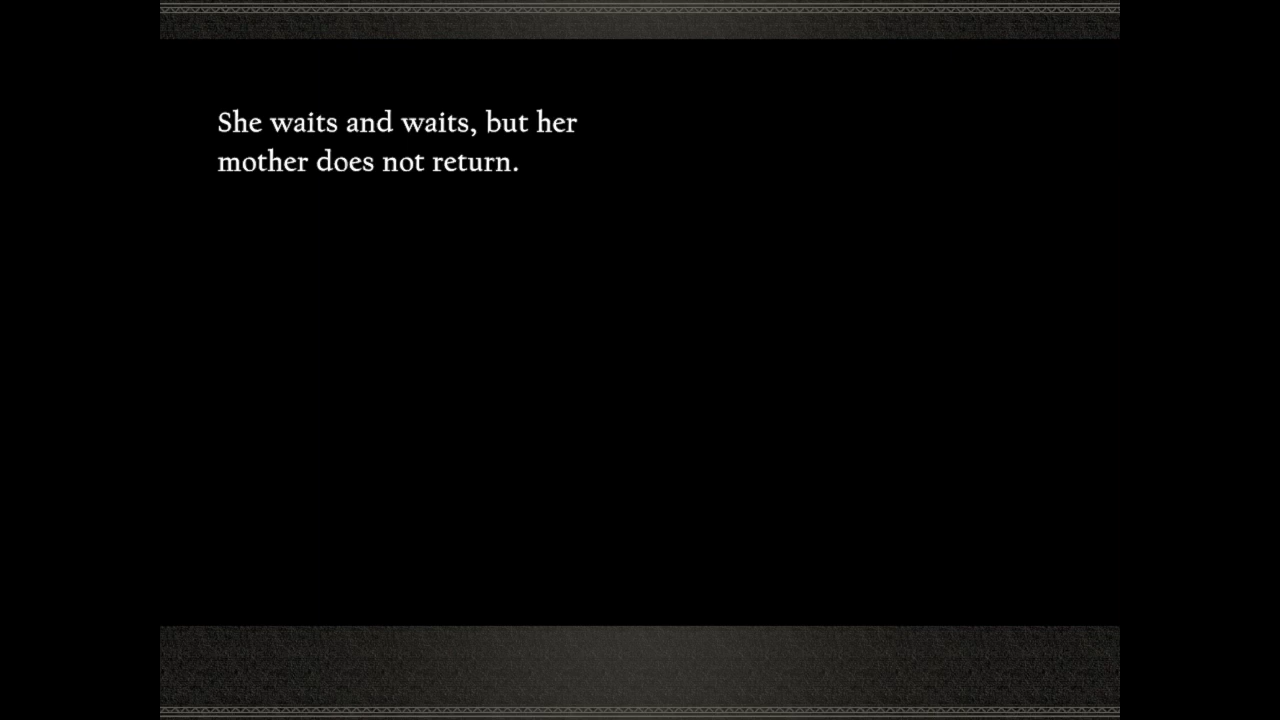 She waits and waits, but her
mother does not return.